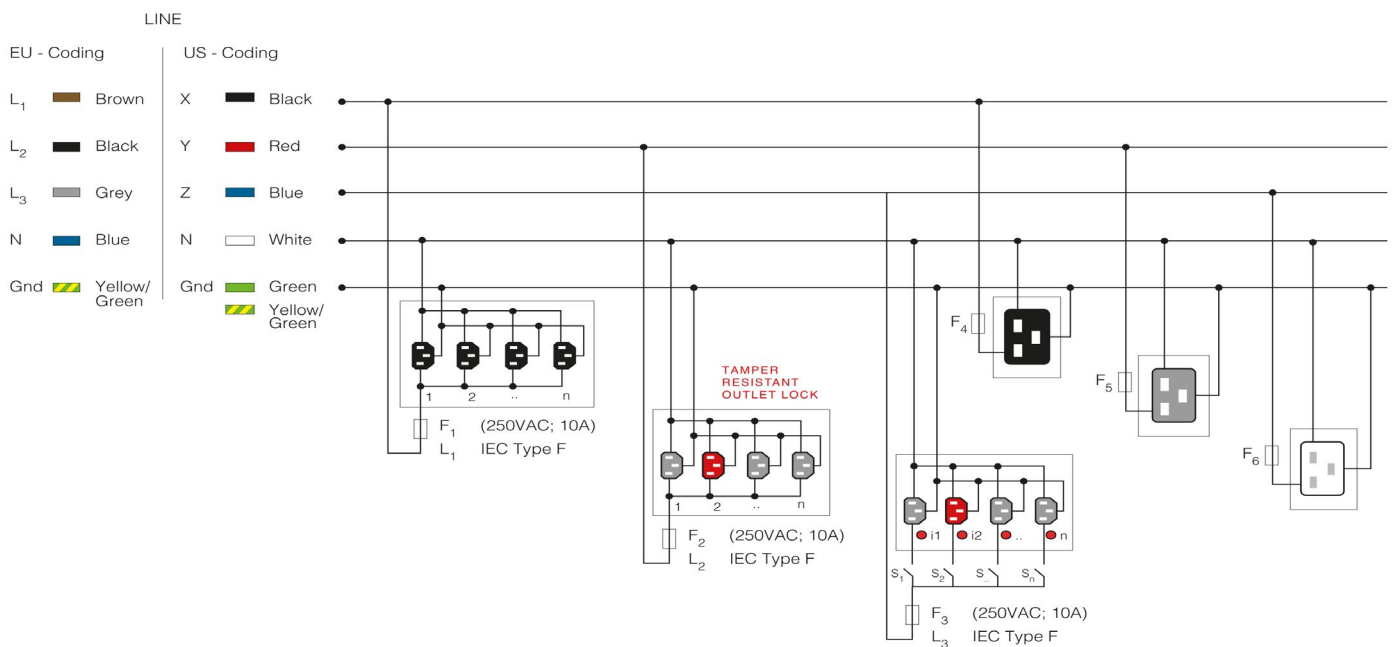 LINE
EU - Coding US - Coding
L1 Brown X Black
L2 Black Y Red
L3 Grey Z Blue
N Blue N White
Gnd Yellow/ Gnd Green
Green Yellow/
Green
1 2 .. n
F1 (250VAC; 10A)
L1 IEC Type F
TAMPER
RESISTANT
OUTLET LOCK
1 2 .. n
F2 (250VAC; 10A)
L2 IEC Type F
i1 i2 .. n
S1 S2 S.. Sn
F3 (250VAC; 10A)
L3 IEC Type F
F4
F5
F6